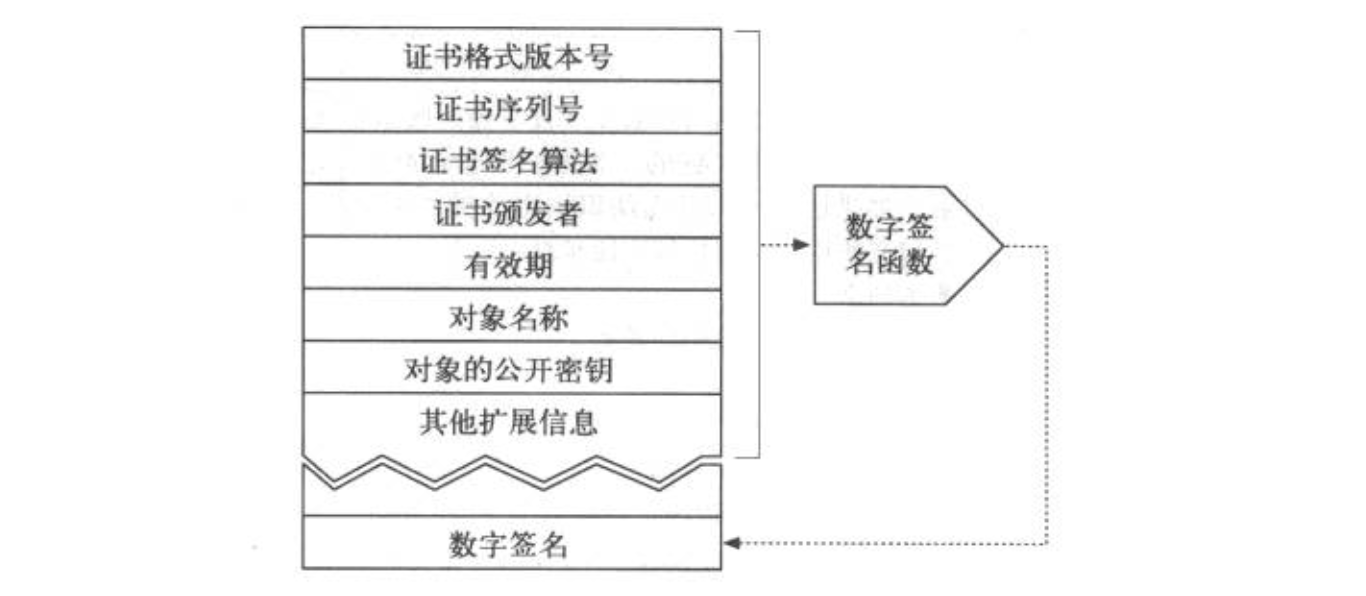 证书格式版本号
证书序列号
证书签名算法
证书颁发者
有效期
对象名称
对象的公开密钥
其他扩展信息
数字签名
数字签
名函数